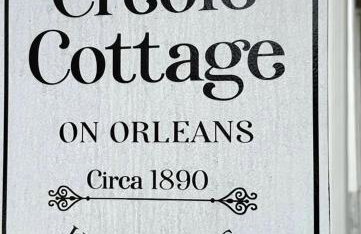 Creole
Cottage
ON ORLEANS
Circa 1890